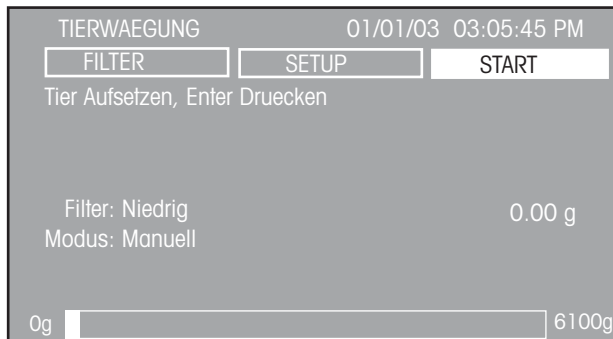 TIERWAEGUNG 01/01/03 03:05:45 PM
FILTER SETUP START
Tier Aufsetzen, Enter Druecken
Filter: Niedrig 0.00 g
Modus: Manuell
0g 6100g